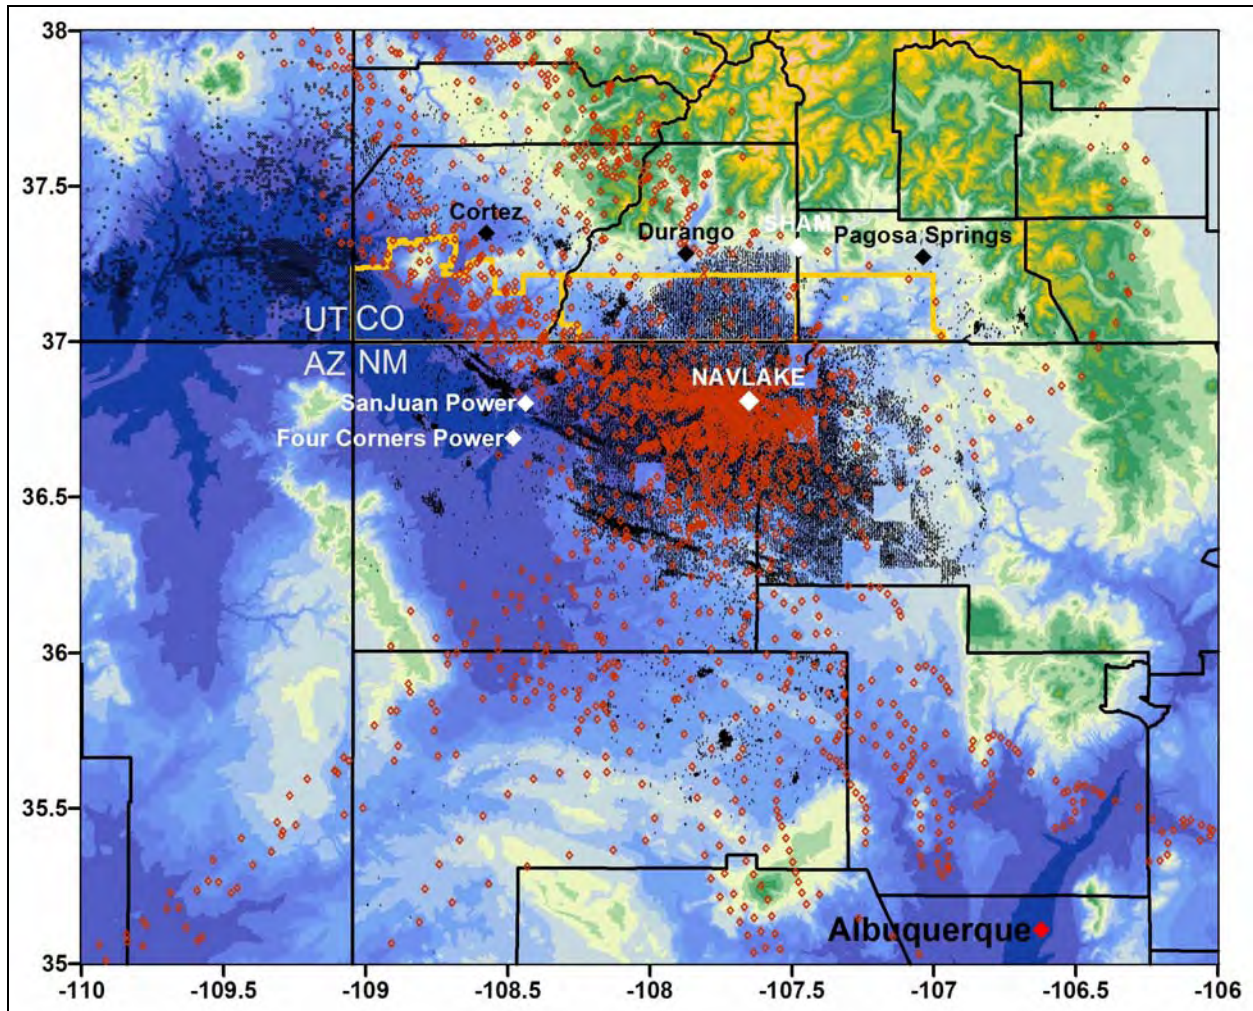 38
37.5
Cortez
Durango
SHAM
Pagosa Springs
UT CO
37
AZ NM
NAVLAKE
SanJuan Power
Four Corners Power
36.5
36
35.5
Albuquerque
35
-110 -109.5 -109 -108.5 -108 -107.5 -107 -106.5 -106